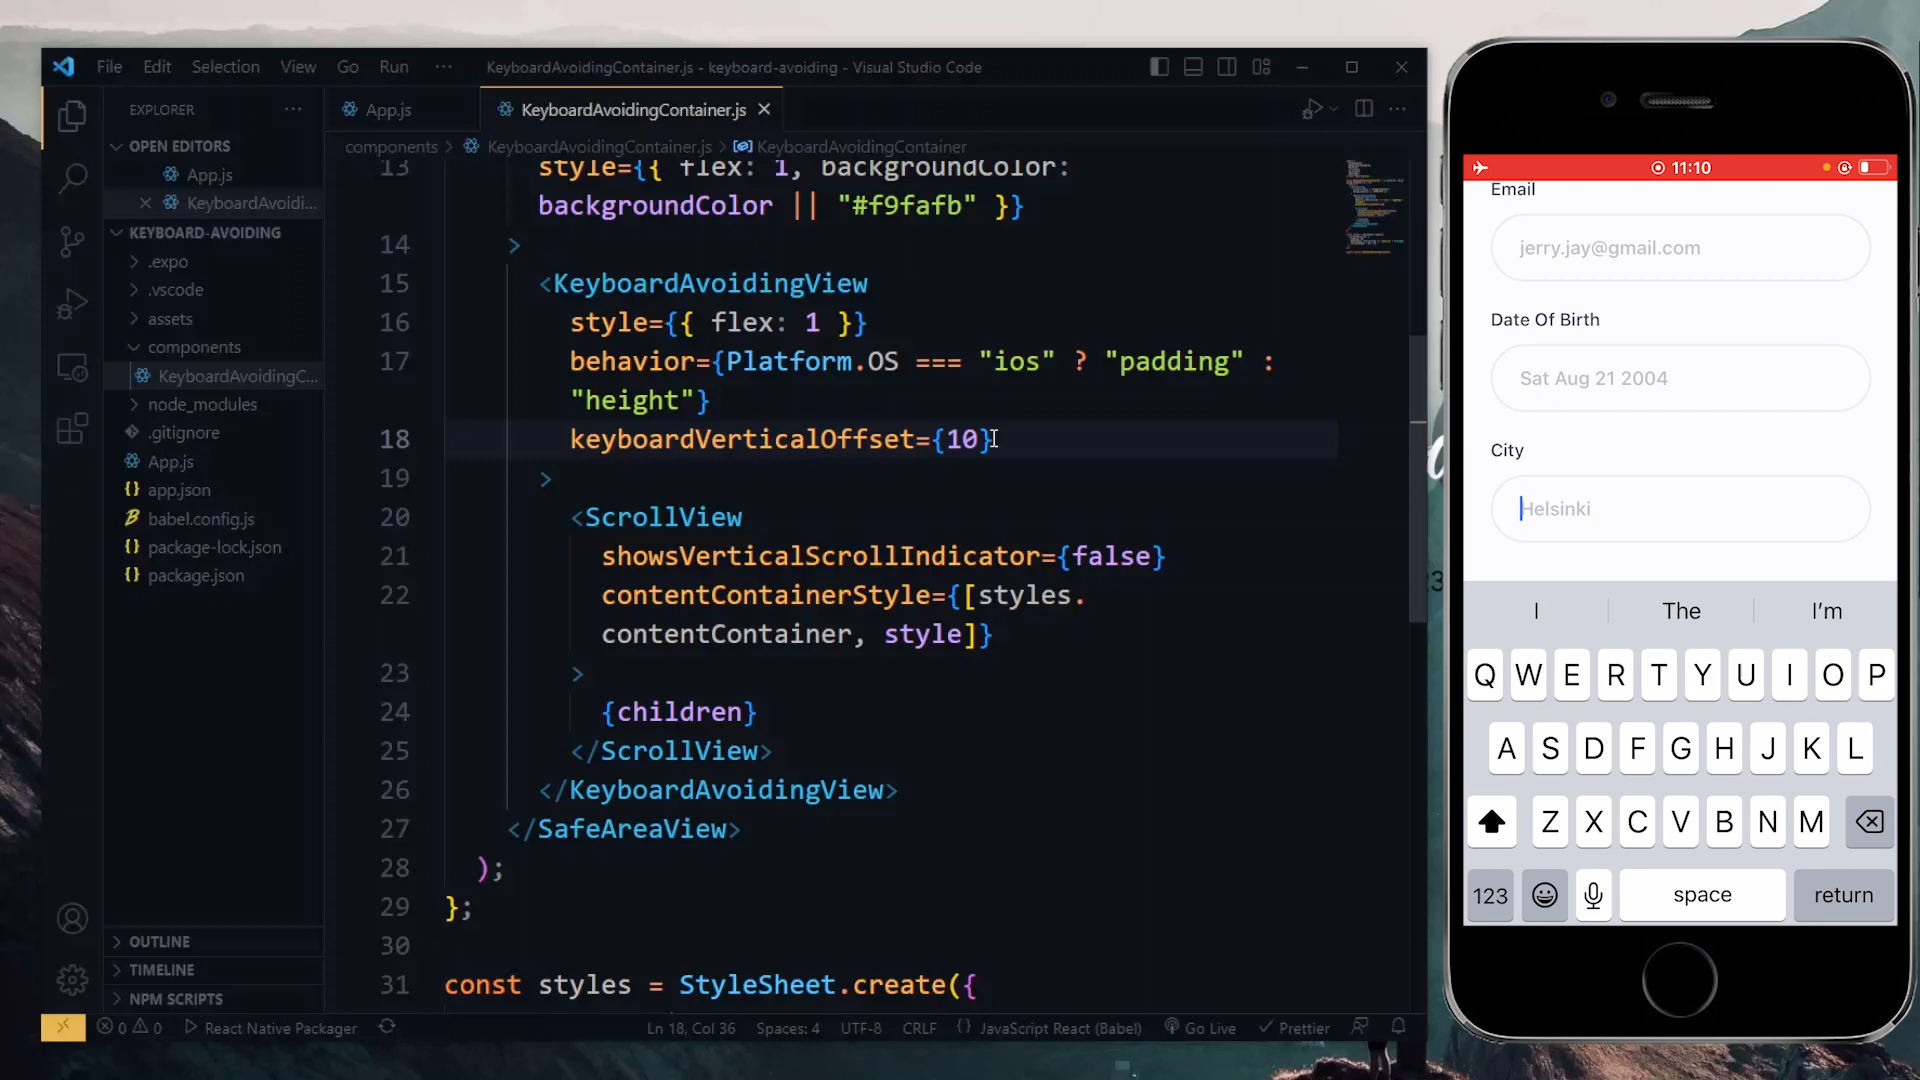 File Edit Selection View Go Run ··· KeyboardAvoidingContainer.js - keyboard-avoiding - Visual Studio Code
EXPLORER ···
OPEN EDITORS
App.js
KeyboardAvoidi...
KEYBOARD-AVOIDING
.expo
.vscode
assets
components
KeyboardAvoidingC...
node_modules
.gitignore
App.js
app.json
babel.config.js
package-lock.json
package.json
OUTLINE
TIMELINE
NPM SCRIPTS
App.js KeyboardAvoidingContainer.js
components > KeyboardAvoidingContainer.js > KeyboardAvoidingContainer
13 style={{ flex: 1, backgroundColor:
backgroundColor || "#f9fafb" }}
14 >
15 <KeyboardAvoidingView
16 style={{ flex: 1 }}
17 behavior={Platform.OS === "ios" ? "padding" :
"height"}
18 keyboardVerticalOffset={10}
19 >
20 <ScrollView
21 showsVerticalScrollIndicator={false}
22 contentContainerStyle={[styles.
contentContainer, style]}
23 >
24 {children}
25 </ScrollView>
26 </KeyboardAvoidingView>
27 </SafeAreaView>
28 );
29 };
30
31 const styles = StyleSheet.create({
0 0 React Native Packager Ln 18, Col 36 Spaces: 4 UTF-8 CRLF {} JavaScript React (Babel) Go Live Prettier
11:10
Email
jerry.jay@gmail.com
Date Of Birth
Sat Aug 21 2004
City
Helsinki
I The I'm
Q W E R T Y U I O P
A S D F G H J K L
Z X C V B N M
123 space return